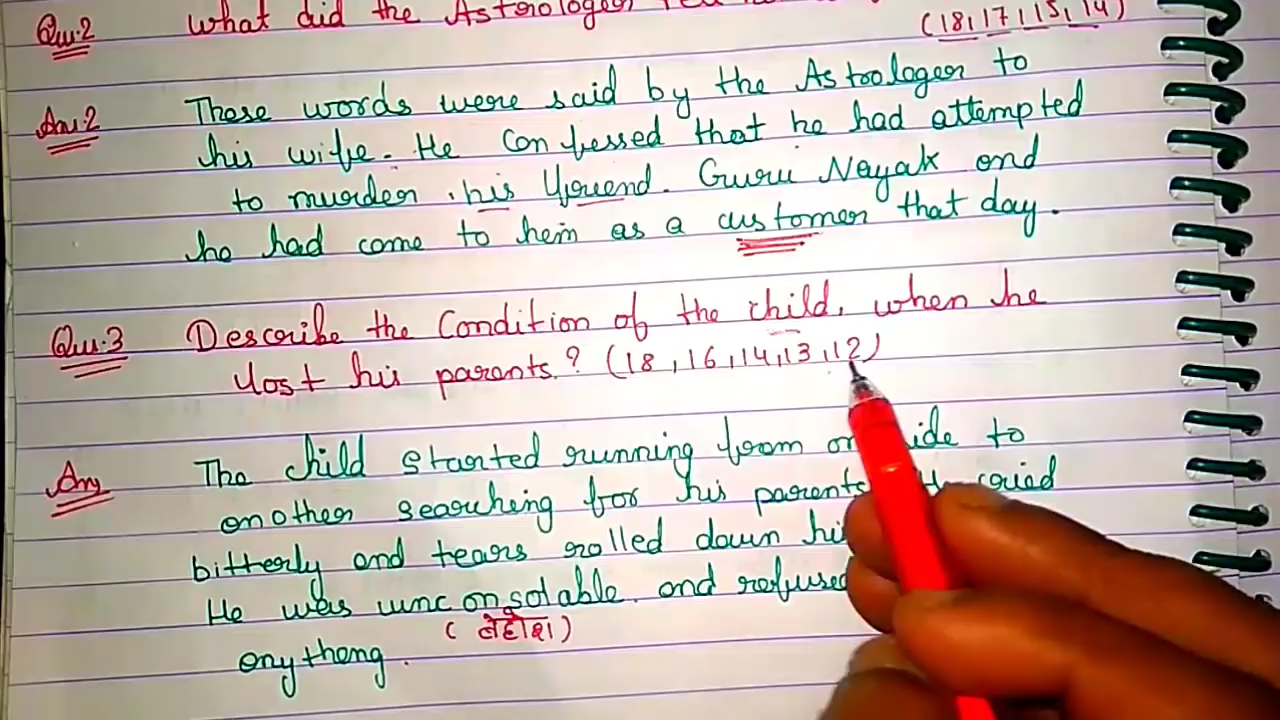 Qu.2 What did the Astrologer
(18, 17, 15, 14)
An.2 These words were said by the Astrologer to
his wife. He Confessed that he had attempted
to murder his friend. Guru Nayak and
he had come to him as a customer that day.
Qu.3 Describe the Condition of the child, when he
lost his parents? (18, 16, 14, 13, 12)
Ans The child started running from side to
another searching for his parents cried
bitterly and tears rolled down his
He was unconsolable. and refused
(बेहोश)
anything.